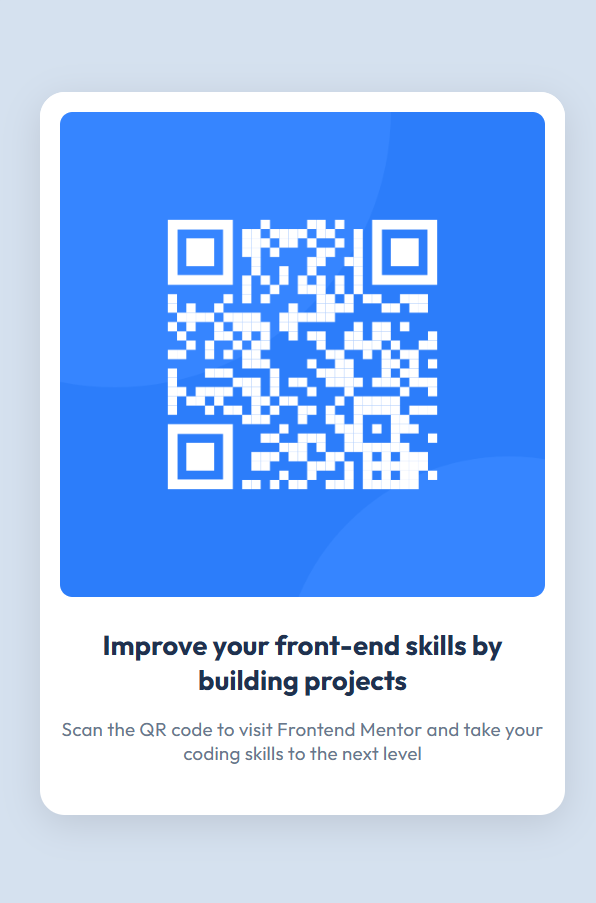 Improve your front-end skills by
building projects
Scan the QR code to visit Frontend Mentor and take your
coding skills to the next level